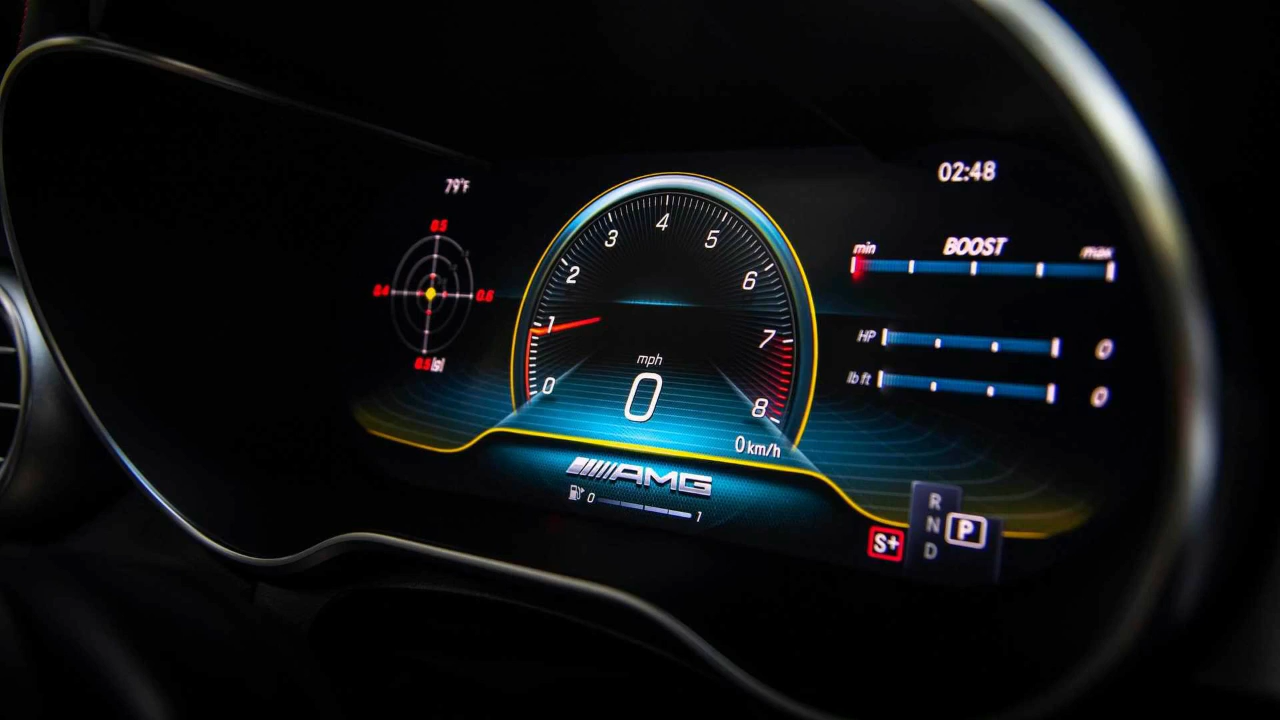 79°F
02:48
0.5
0.4
0.6
0.5[g]
0
1
2
3
4
5
6
7
8
mph
0
0 km/h
min BOOST max
HP 0
lb ft 0
AMG
0 1
R
N
D
P
S+